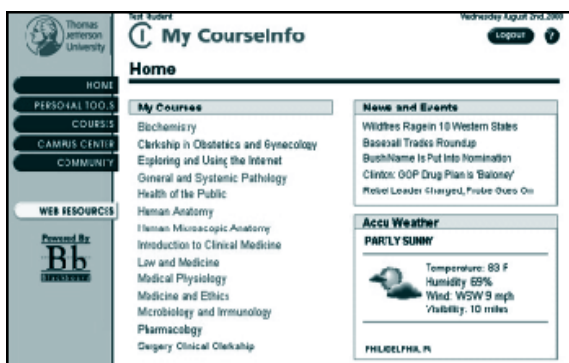 Thomas
Jefferson
University
Test Student
Wednesday August 2nd, 2000
My CourseInfo
Logout ?
Home
HOME
PERSONAL TOOLS
COURSES
CAMPUS CENTER
COMMUNITY
WEB RESOURCES
Powered By
Bb
Blackboard
My Courses
Biochemistry
Clerkship in Obstetrics and Gynecology
Exploring and Using the Internet
General and Systemic Pathology
Health of the Public
Human Anatomy
Human Microscopic Anatomy
Introduction to Clinical Medicine
Law and Medicine
Medical Physiology
Medicine and Ethics
Microbiology and Immunology
Pharmacology
Surgery Clinical Clerkship
News and Events
Wildfires Rage in 10 Western States
Baseball Trades Roundup
Bush Name Is Put Into Nomination
Clinton: GOP Drug Plan is 'Baloney'
Rebel Leader Charged, Probe Goes On
Accu Weather
PARTLY SUNNY
Temperature: 83 F
Humidity 69%
Wind: WSW 9 mph
Visibility: 10 miles
PHILADELPHIA, PA